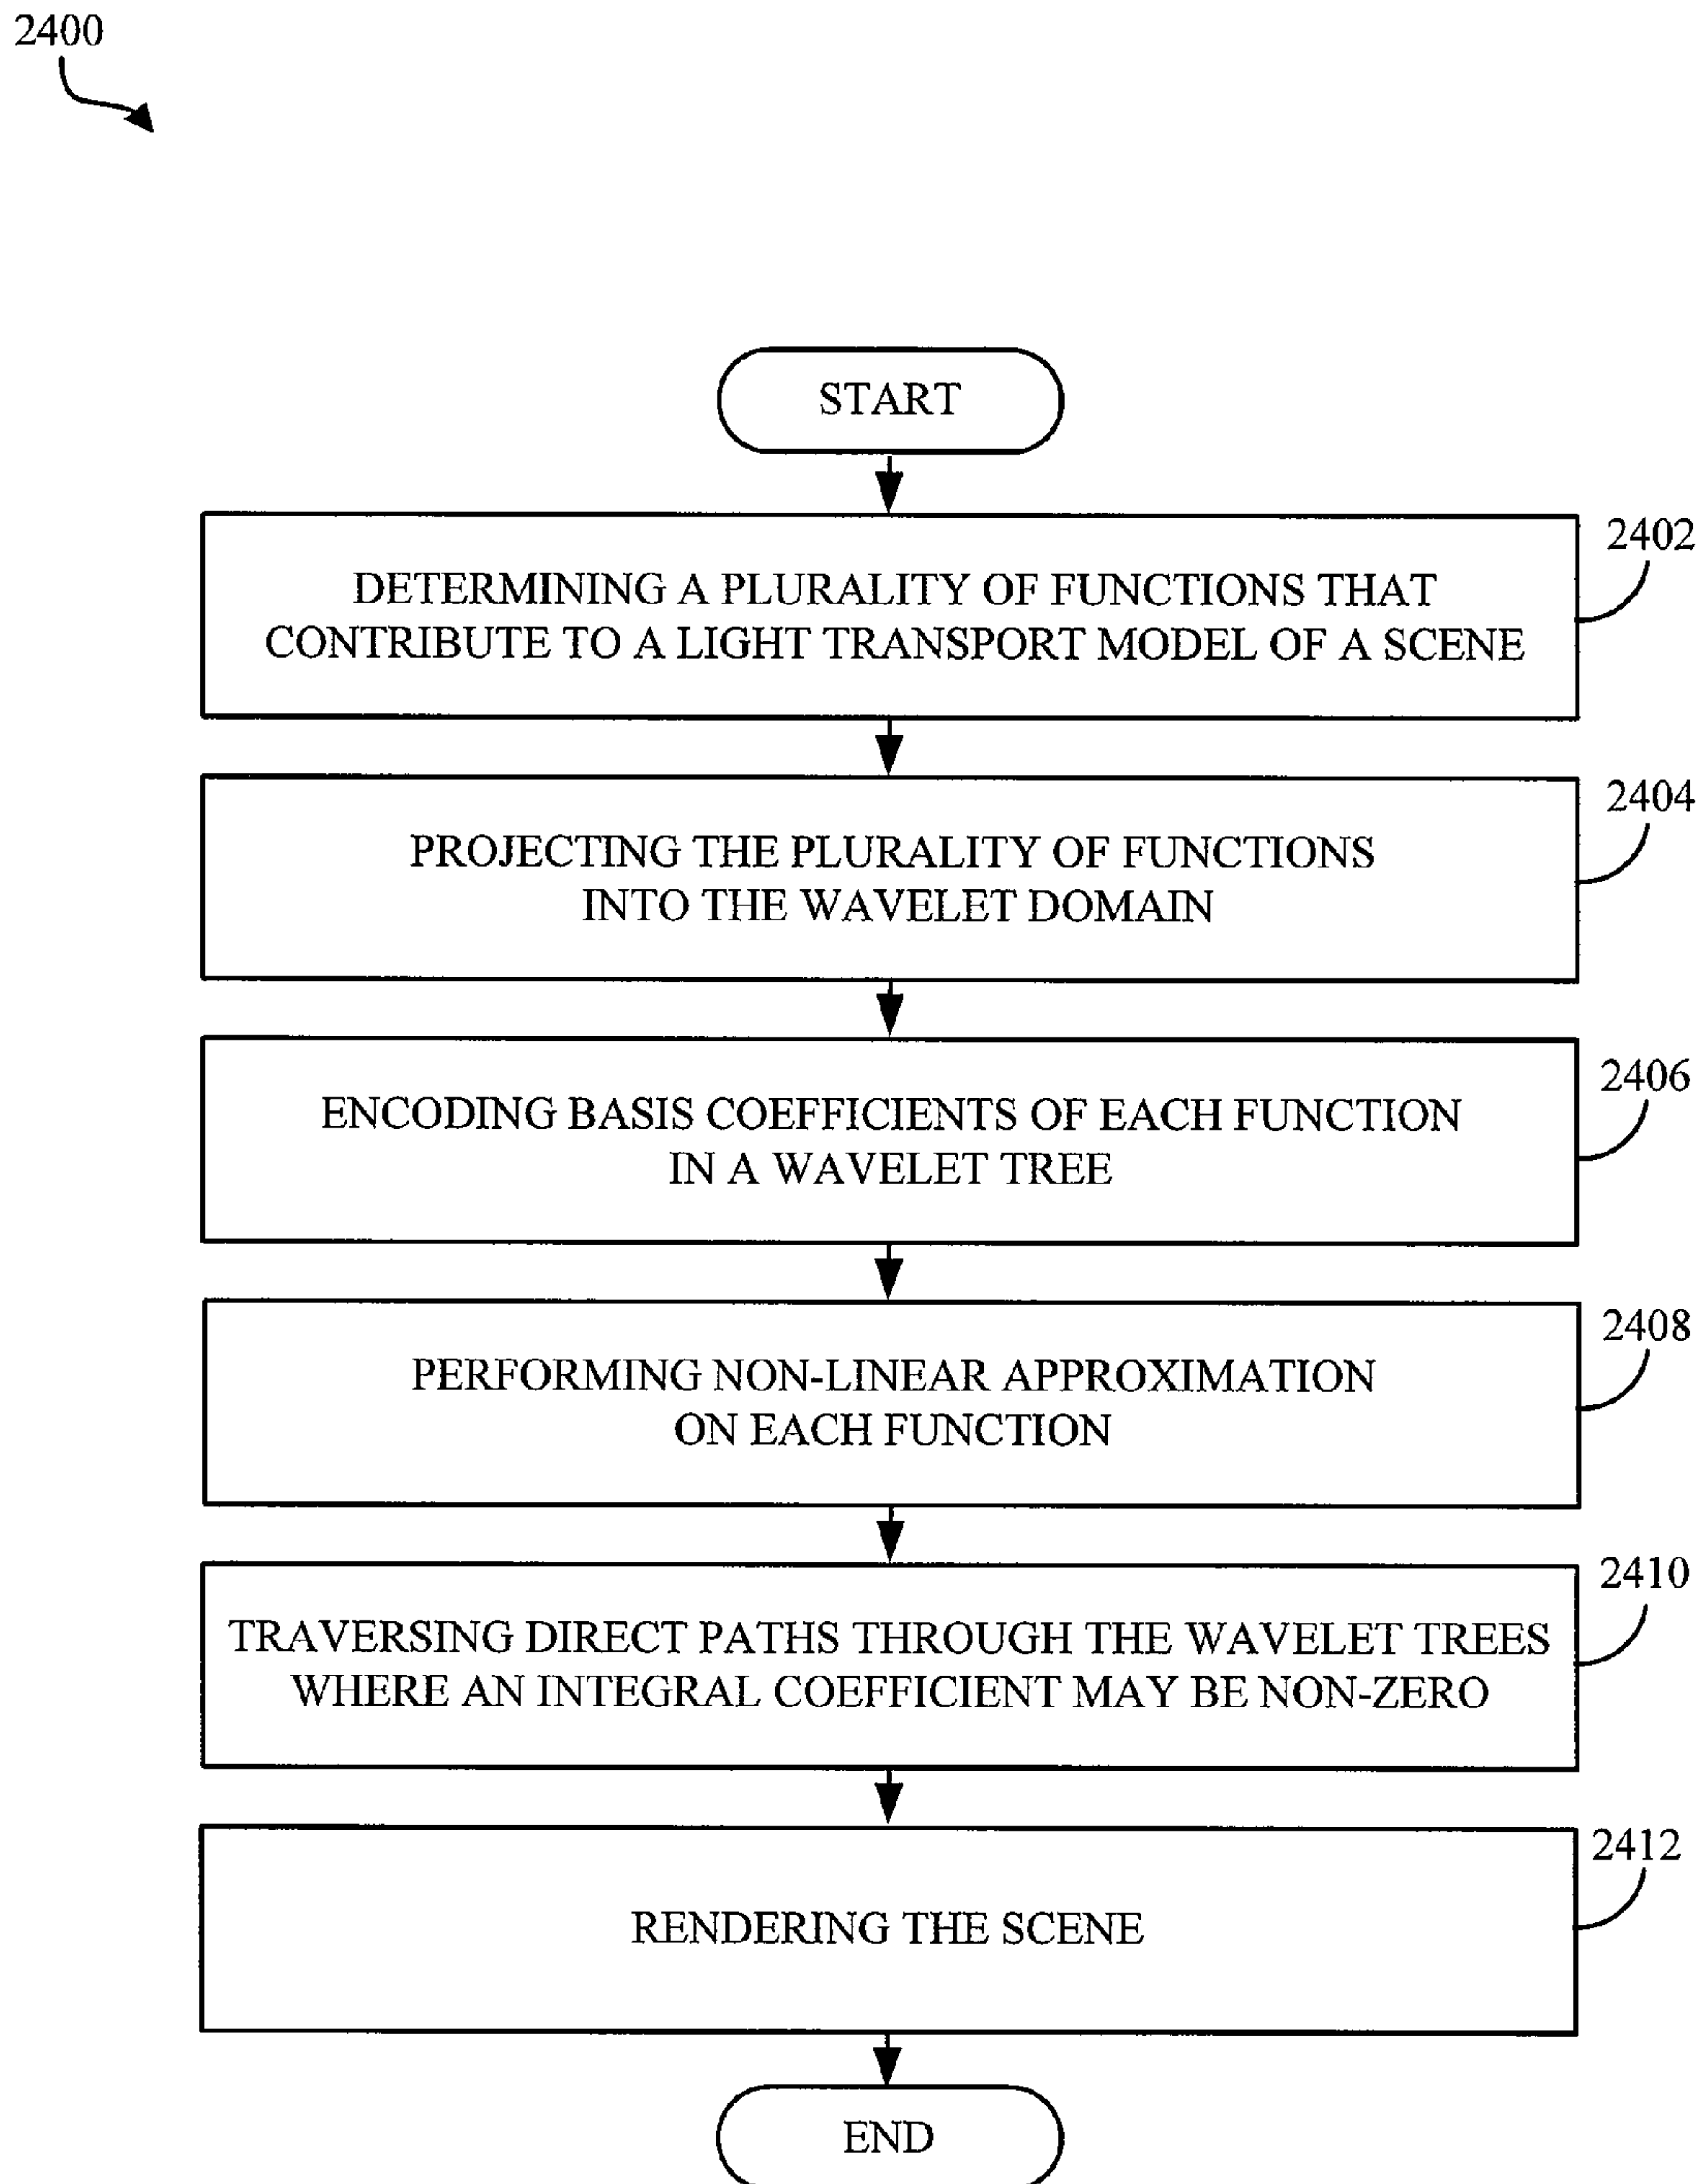 2400
START
2402
DETERMINING A PLURALITY OF FUNCTIONS THAT
CONTRIBUTE TO A LIGHT TRANSPORT MODEL OF A SCENE
2404
PROJECTING THE PLURALITY OF FUNCTIONS
INTO THE WAVELET DOMAIN
2406
ENCODING BASIS COEFFICIENTS OF EACH FUNCTION
IN A WAVELET TREE
2408
PERFORMING NON-LINEAR APPROXIMATION
ON EACH FUNCTION
2410
TRAVERSING DIRECT PATHS THROUGH THE WAVELET TREES
WHERE AN INTEGRAL COEFFICIENT MAY BE NON-ZERO
2412
RENDERING THE SCENE
END